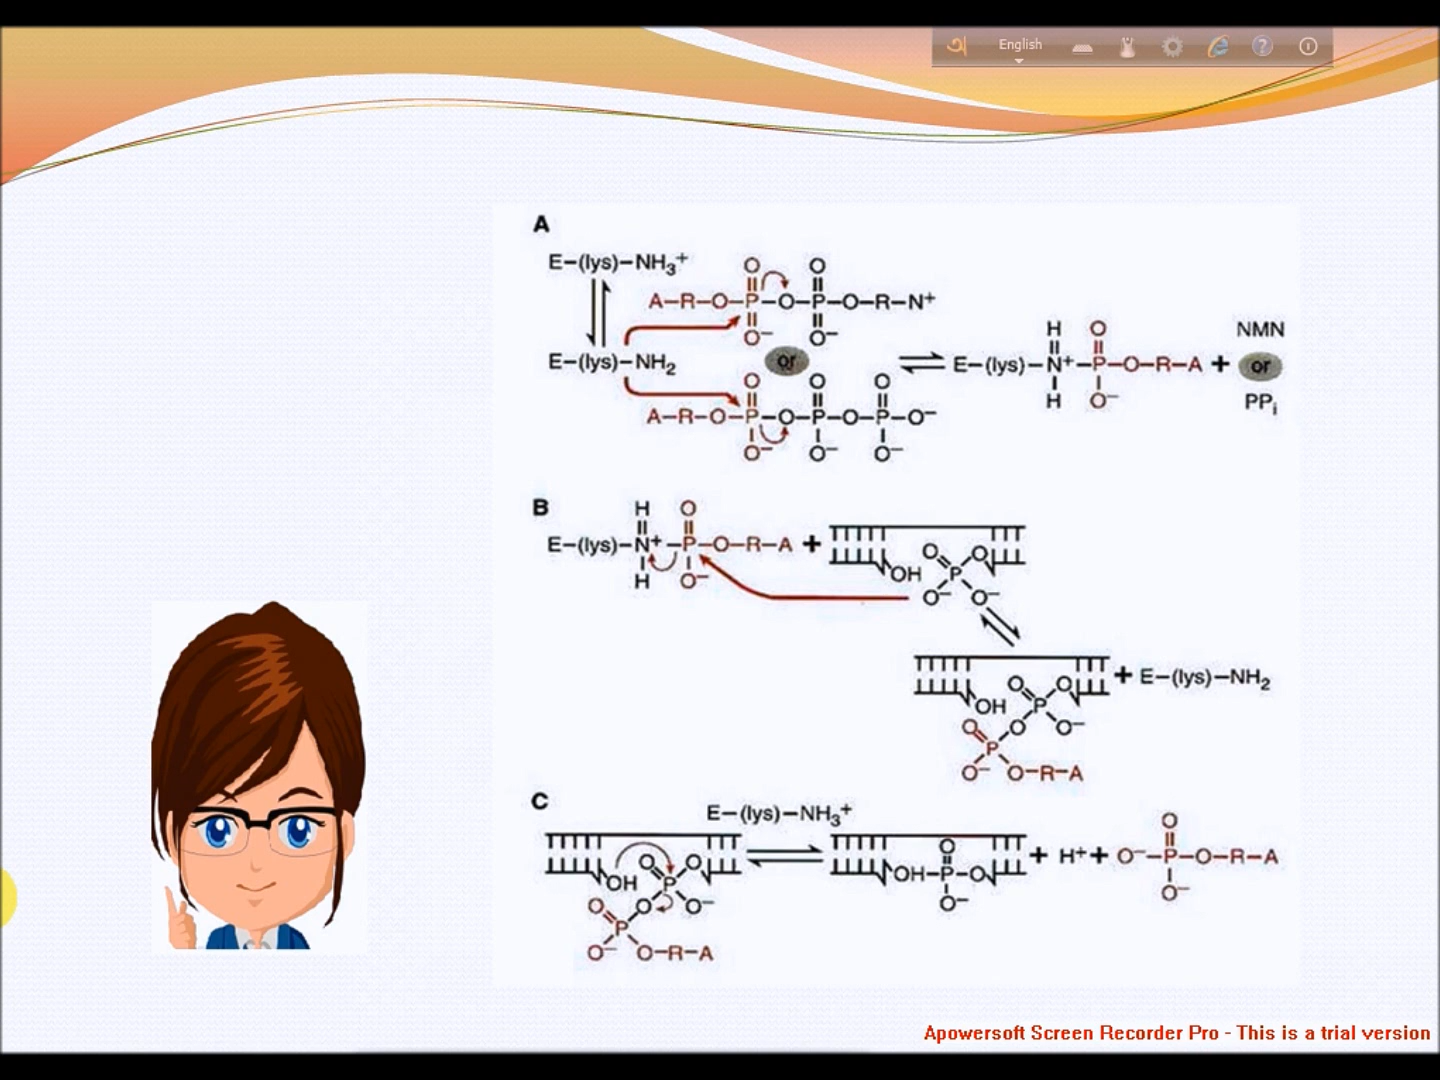 English
A
E–(lys)–NH₃⁺
O O
A–R–O–P–O–P–O–R–N⁺
O⁻ O⁻
E–(lys)–NH₂
or
O O O
A–R–O–P–O–P–O–P–O⁻
O⁻ O⁻ O⁻
H O
E–(lys)–N⁺–P–O–R–A +
H O⁻
NMN
or
PPᵢ
B
H O
E–(lys)–N⁺–P–O–R–A +
H O⁻
O O
OH P
O⁻ O⁻
+ E–(lys)–NH₂
O O
OH P
O O O⁻
P
O⁻ O–R–A
C
E–(lys)–NH₃⁺
O O
OH P
O O O⁻
P
O⁻ O–R–A
O
OH–P–O
O⁻
+ H⁺ +
O
O⁻–P–O–R–A
O⁻
Apowersoft Screen Recorder Pro - This is a trial version